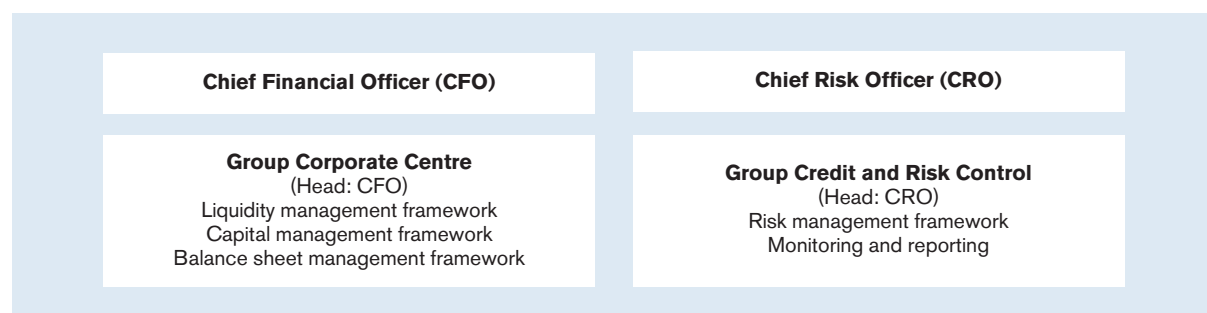 Chief Financial Officer (CFO)
Chief Risk Officer (CRO)
Group Corporate Centre
(Head: CFO)
Liquidity management framework
Capital management framework
Balance sheet management framework
Group Credit and Risk Control
(Head: CRO)
Risk management framework
Monitoring and reporting